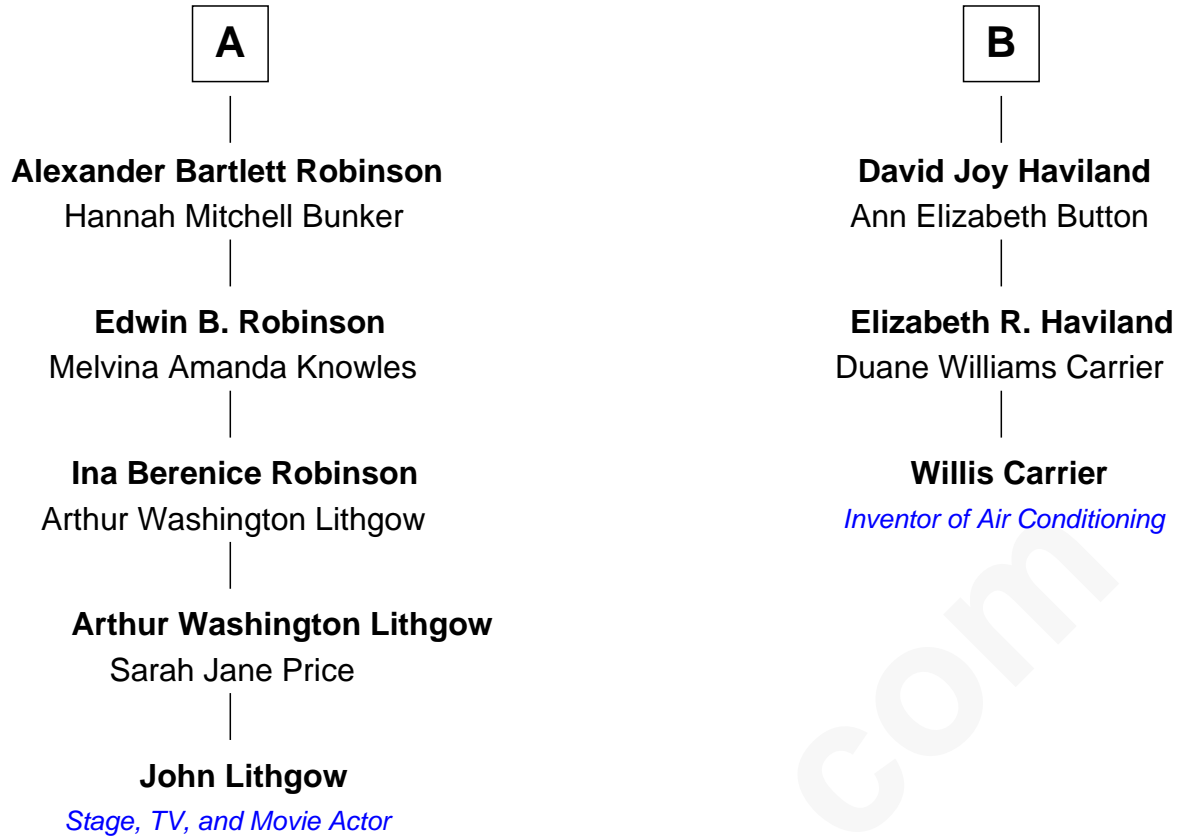 A
Alexander Bartlett Robinson
Hannah Mitchell Bunker
Edwin B. Robinson
Melvina Amanda Knowles
Ina Berenice Robinson
Arthur Washington Lithgow
Arthur Washington Lithgow
Sarah Jane Price
John Lithgow
Stage, TV, and Movie Actor
B
David Joy Haviland
Ann Elizabeth Button
Elizabeth R. Haviland
Duane Williams Carrier
Willis Carrier
Inventor of Air Conditioning
com